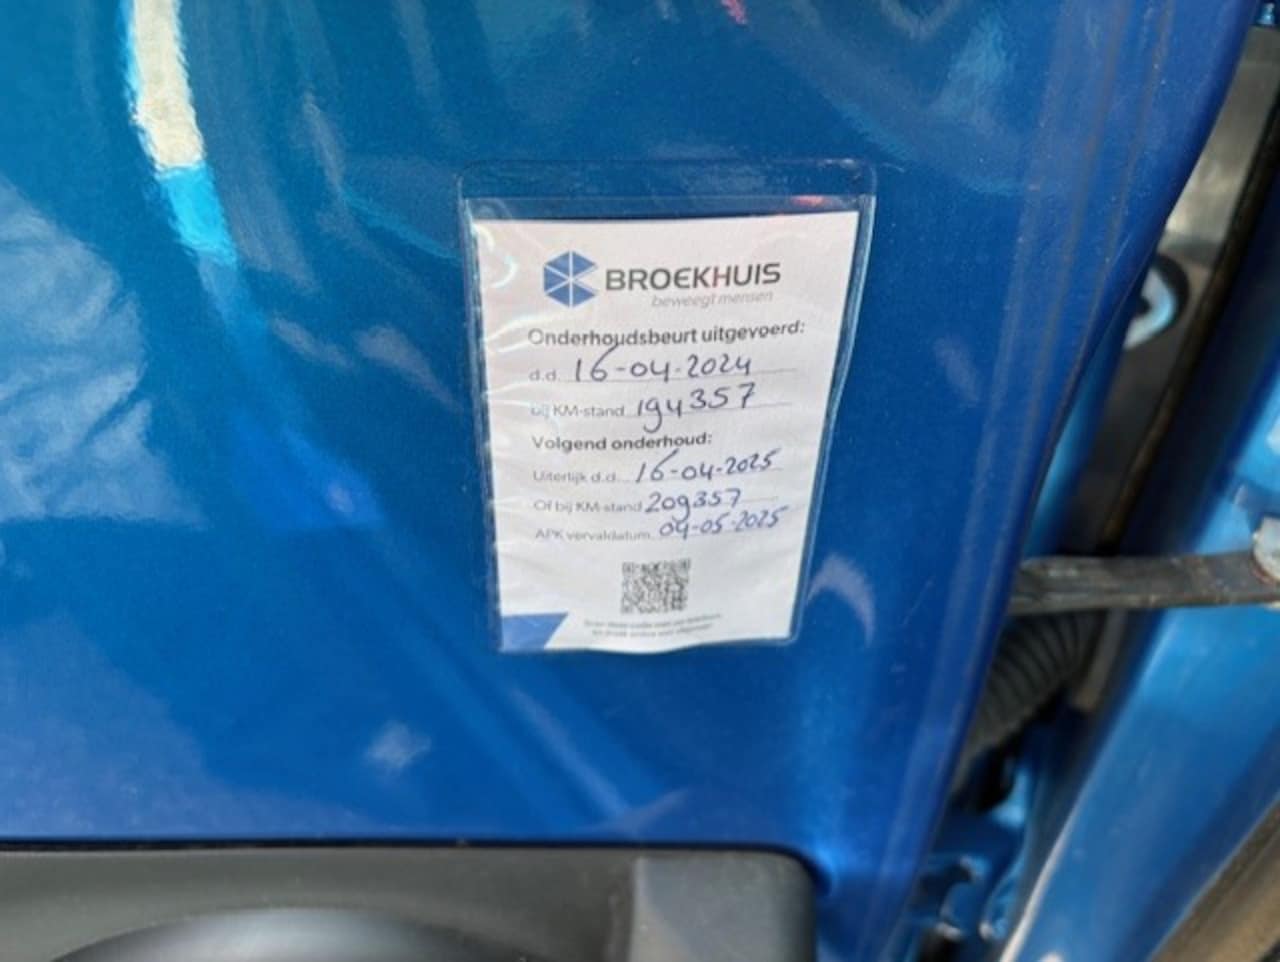 BROEKHUIS
beweegt mensen
Onderhoudsbeurt uitgevoerd:
d.d. 16-04-2024
bij KM-stand 194357
Volgend onderhoud:
Uiterlijk d.d. 16-04-2025
Of bij KM-stand 209357
APK vervaldatum 04-05-2025